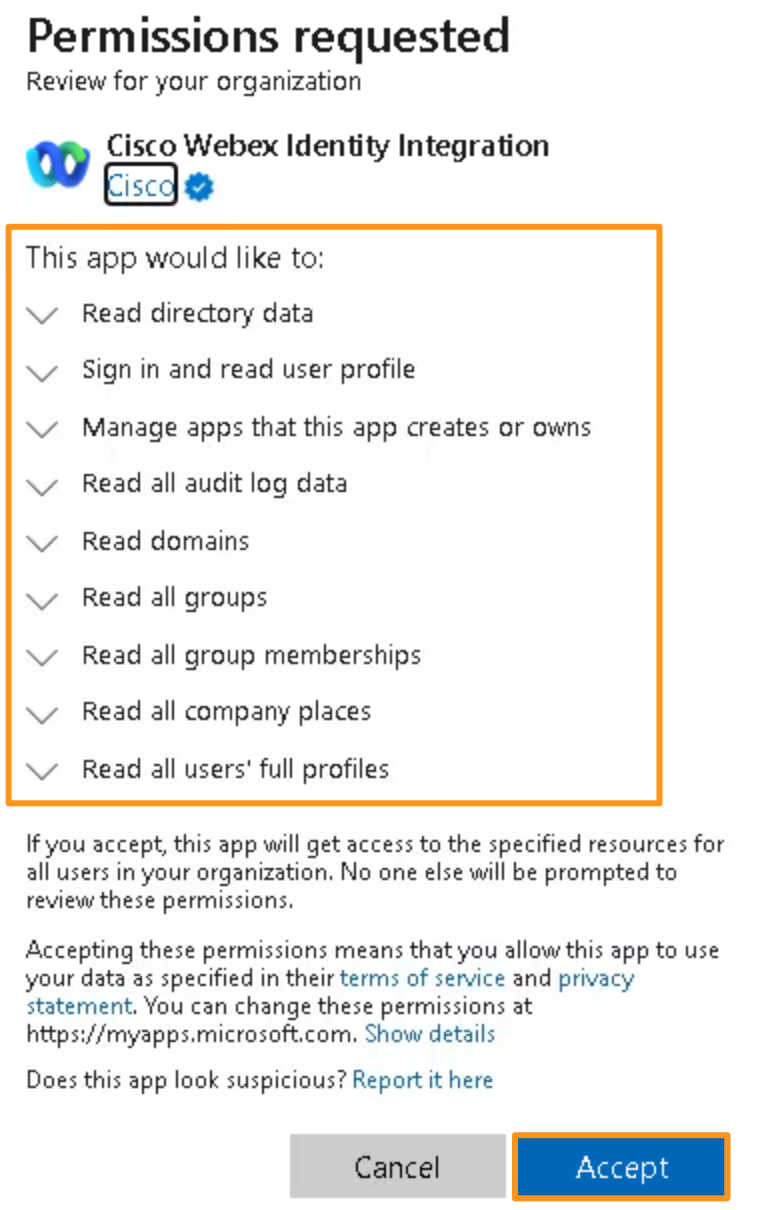 Permissions requested
Review for your organization
Cisco Webex Identity Integration
Cisco
This app would like to:
Read directory data
Sign in and read user profile
Manage apps that this app creates or owns
Read all audit log data
Read domains
Read all groups
Read all group memberships
Read all company places
Read all users' full profiles
If you accept, this app will get access to the specified resources for
all users in your organization. No one else will be prompted to
review these permissions.
Accepting these permissions means that you allow this app to use
your data as specified in their terms of service and privacy
statement. You can change these permissions at
https://myapps.microsoft.com. Show details
Does this app look suspicious? Report it here
Cancel
Accept